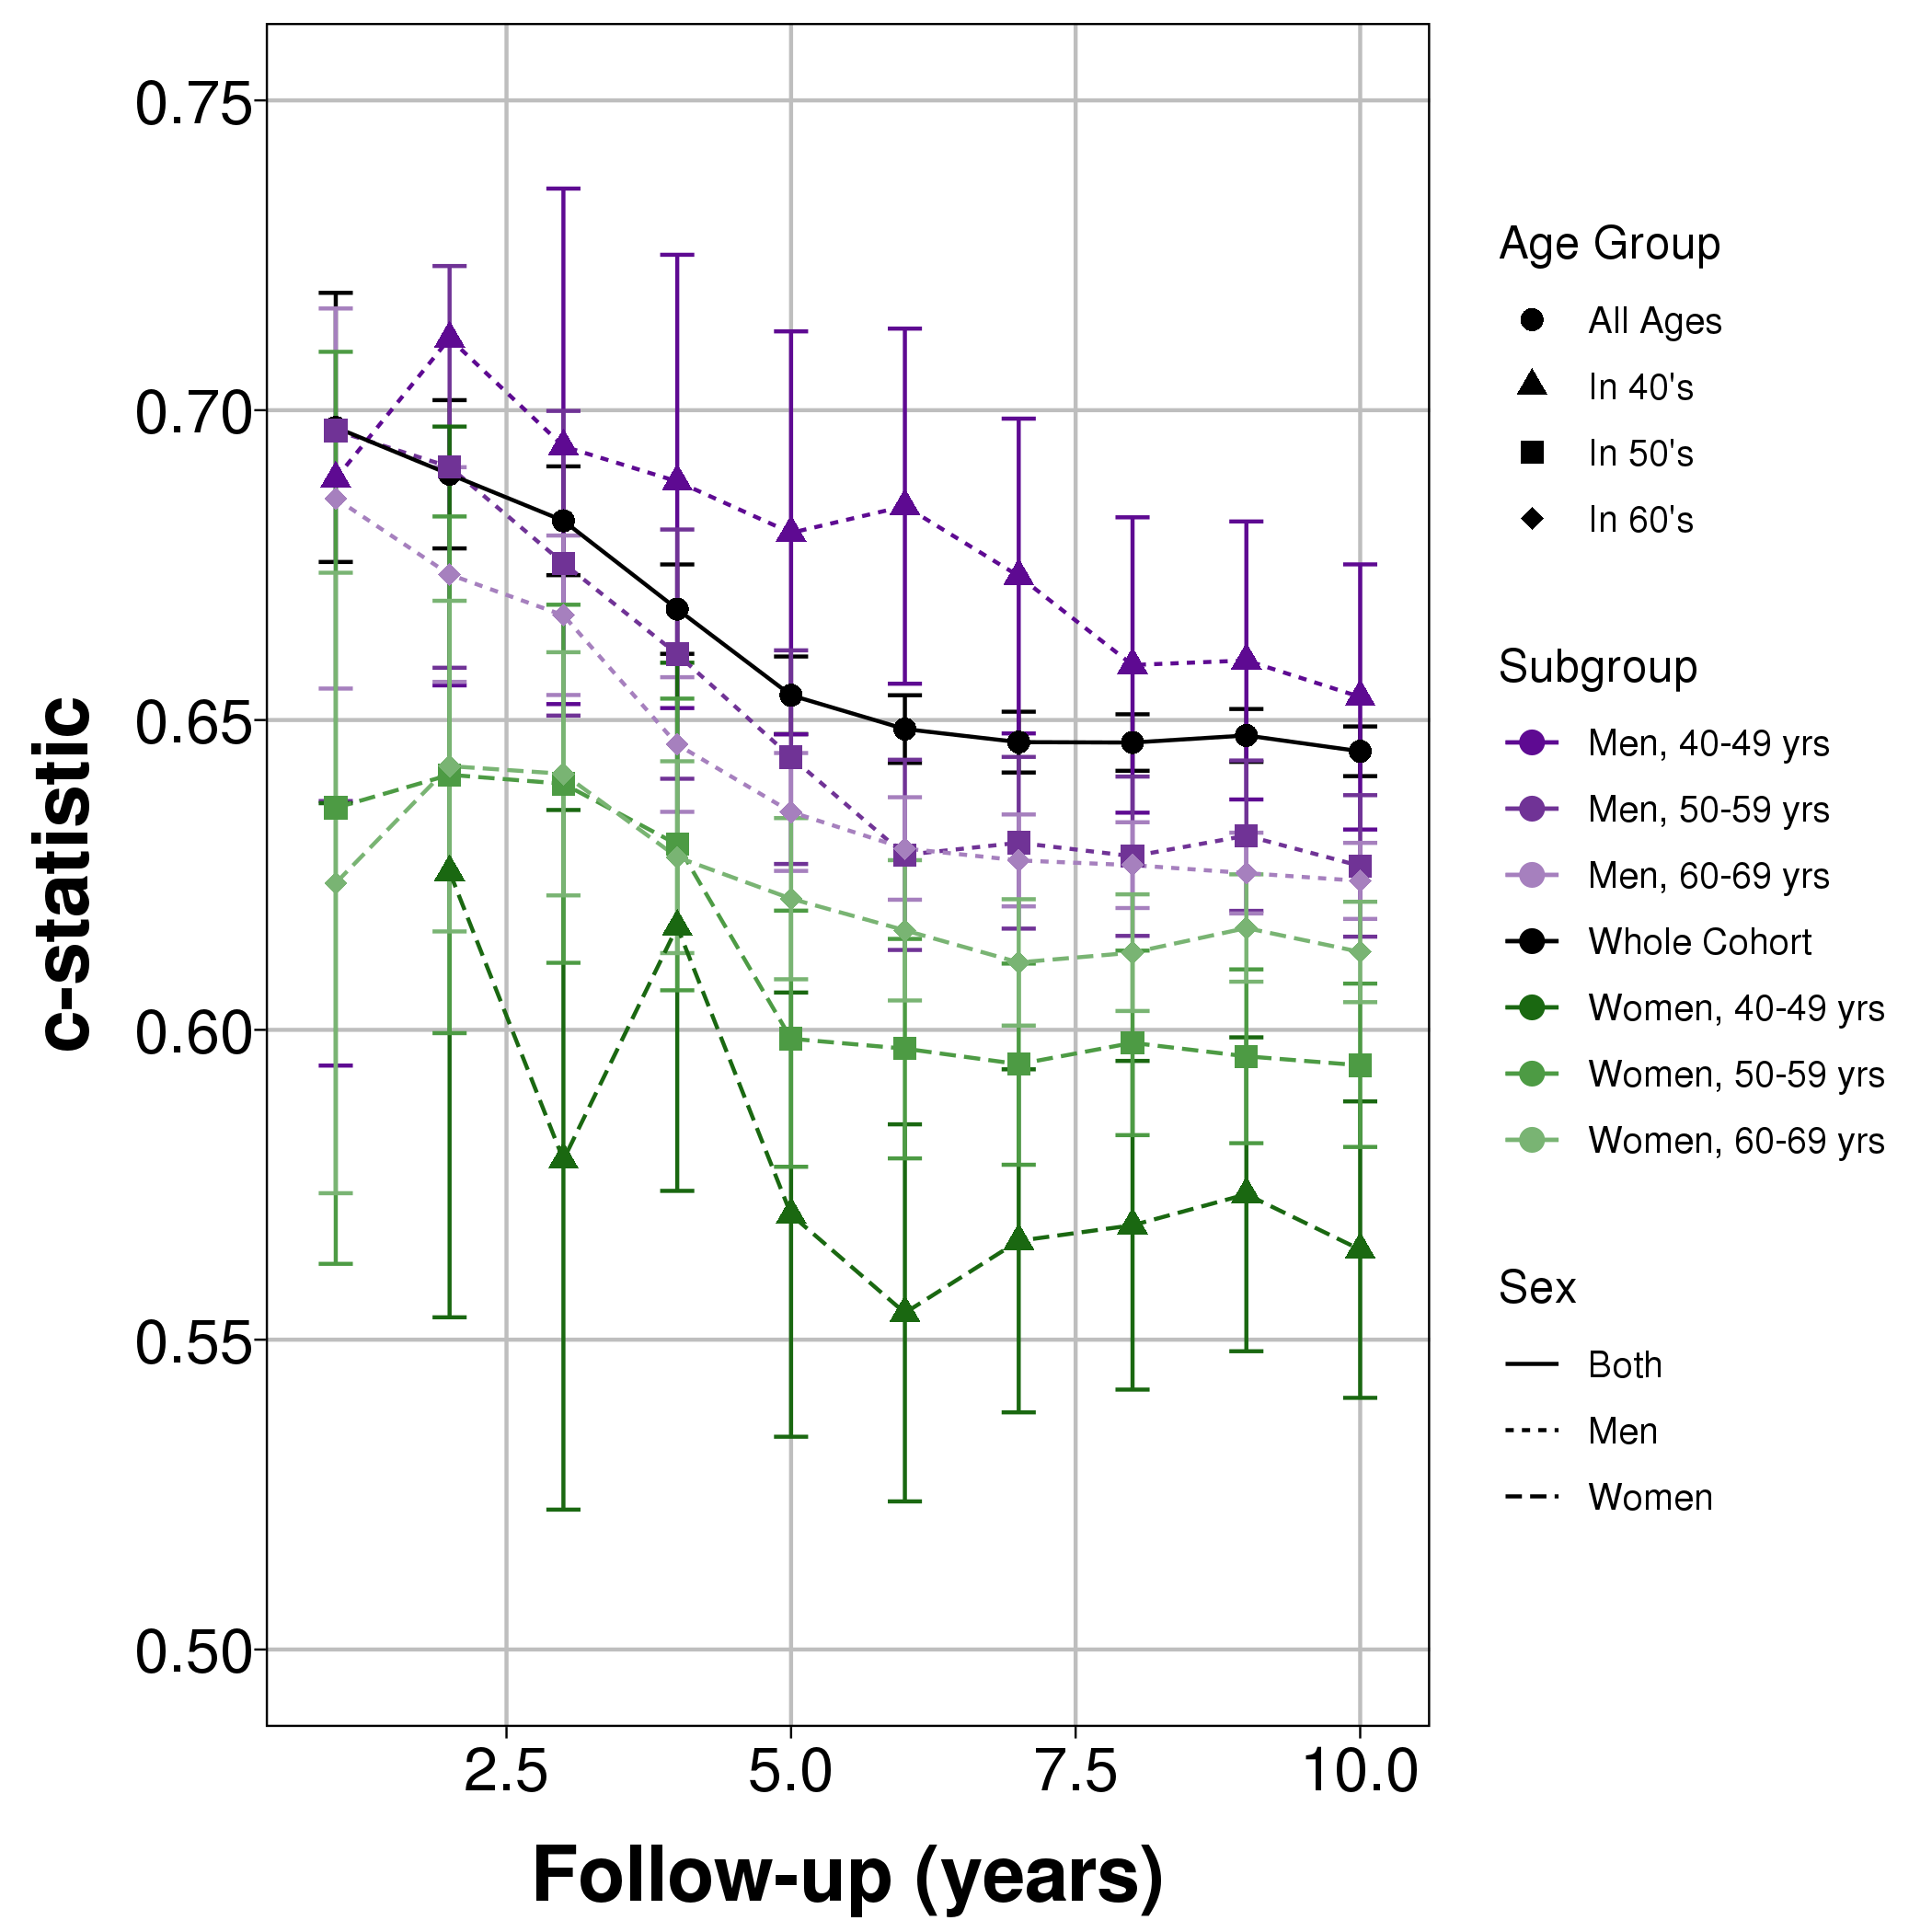 0.75
0.70
0.65
0.60
0.55
0.50
c-statistic
2.5 5.0 7.5 10.0
Follow-up (years)
Age Group
All Ages
In 40's
In 50's
In 60's
Subgroup
Men, 40-49 yrs
Men, 50-59 yrs
Men, 60-69 yrs
Whole Cohort
Women, 40-49 yrs
Women, 50-59 yrs
Women, 60-69 yrs
Sex
Both
Men
Women